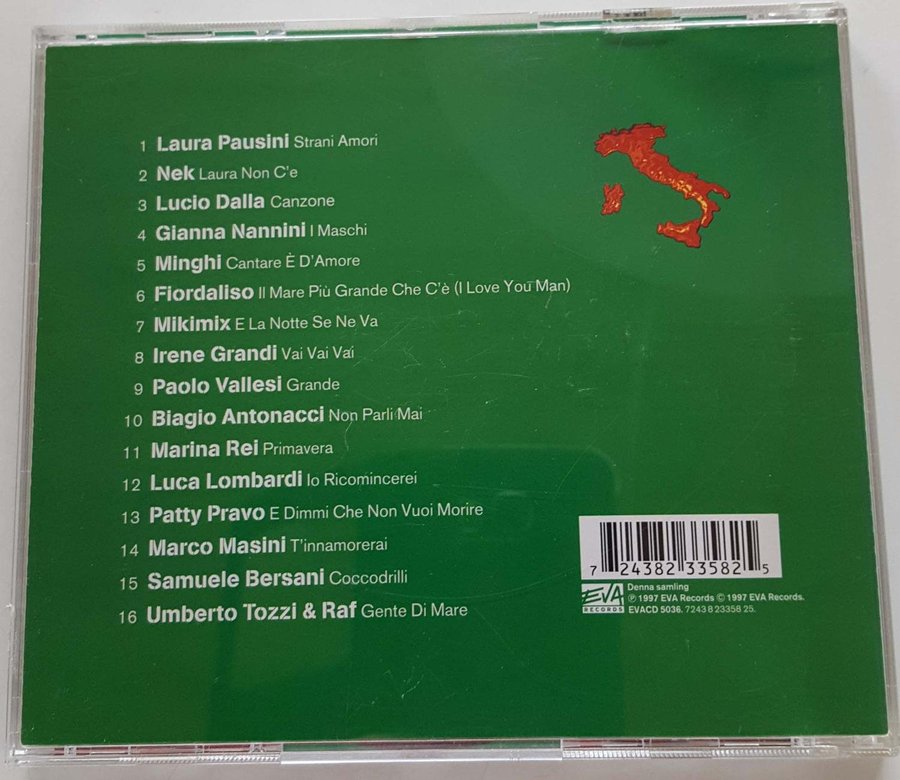 1 Laura Pausini Strani Amori
2 Nek Laura Non C'e
3 Lucio Dalla Canzone
4 Gianna Nannini I Maschi
5 Minghi Cantare È D'Amore
6 Fiordaliso Il Mare Più Grande Che C'è (I Love You Man)
7 Mikimix E La Notte Se Ne Va
8 Irene Grandi Vai Vai Vai
9 Paolo Vallesi Grande
10 Biagio Antonacci Non Parli Mai
11 Marina Rei Primavera
12 Luca Lombardi Io Ricomincerei
13 Patty Pravo E Dimmi Che Non Vuoi Morire
14 Marco Masini T'innamorerai
15 Samuele Bersani Coccodrilli
16 Umberto Tozzi & Raf Gente Di Mare
7 24382 33582 5
EVA RECORDS
Denna samling
℗ 1997 EVA Records © 1997 EVA Records.
EVACD 5036. 7243 8 23358 25.